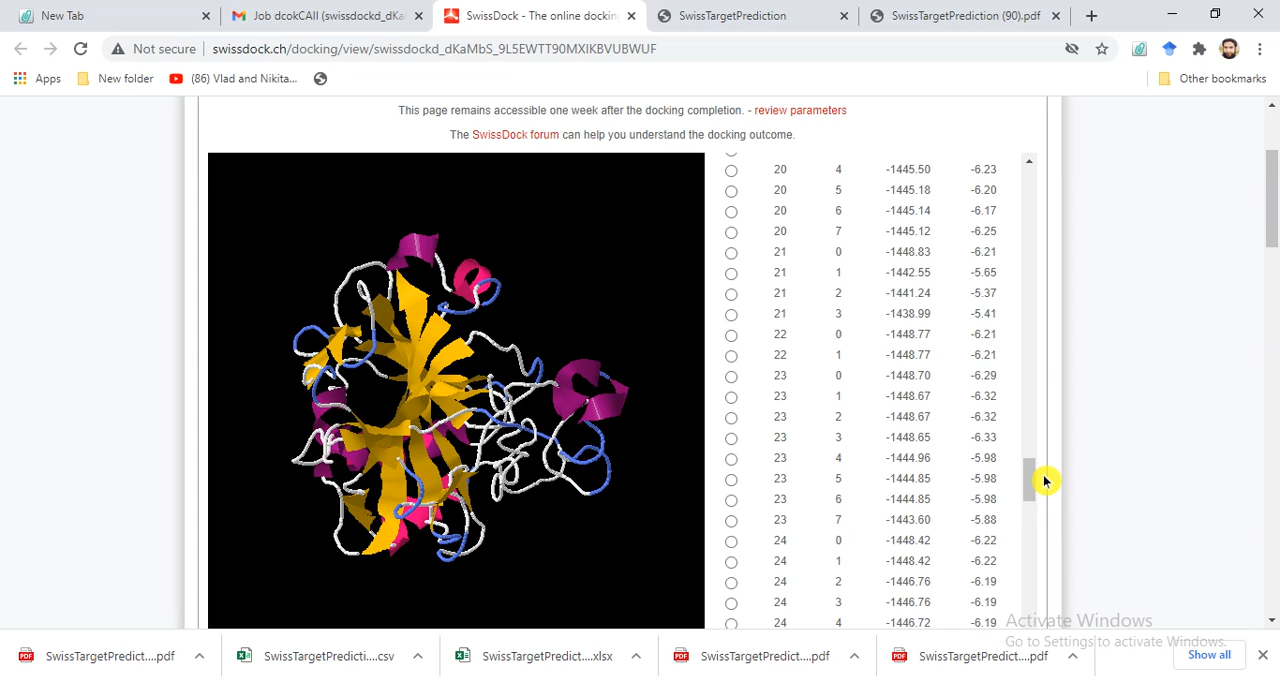 New Tab
Job dcokCAII (swissdockd_dKa
SwissDock - The online dockin
SwissTargetPrediction
SwissTargetPrediction (90).pdf
Not secure
swissdock.ch/docking/view/swissdockd_dKaMbS_9L5EWTT90MXIKBVUBWUF
Apps
New folder
(86) Vlad and Nikita...
Other bookmarks
This page remains accessible one week after the docking completion. - review parameters
The SwissDock forum can help you understand the docking outcome.
20 4 -1445.50 -6.23
20 5 -1445.18 -6.20
20 6 -1445.14 -6.17
20 7 -1445.12 -6.25
21 0 -1448.83 -6.21
21 1 -1442.55 -5.65
21 2 -1441.24 -5.37
21 3 -1438.99 -5.41
22 0 -1448.77 -6.21
22 1 -1448.77 -6.21
23 0 -1448.70 -6.29
23 1 -1448.67 -6.32
23 2 -1448.67 -6.32
23 3 -1448.65 -6.33
23 4 -1444.96 -5.98
23 5 -1444.85 -5.98
23 6 -1444.85 -5.98
23 7 -1443.60 -5.88
24 0 -1448.42 -6.22
24 1 -1448.42 -6.22
24 2 -1446.76 -6.19
24 3 -1446.76 -6.19
24 4 -1446.72 -6.19
Activate Windows
Go to Settings to activate Windows.
SwissTargetPredict....pdf
SwissTargetPredicti....csv
SwissTargetPredict....xlsx
SwissTargetPredict....pdf
SwissTargetPredict....pdf
Show all